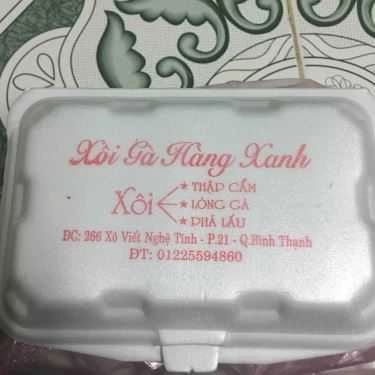 Xôi Gà Hàng Xanh
Xôi
★ THẬP CẨM
★ LÒNG GÀ
★ PHÁ LẤU
ĐC: 266 Xô Viết Nghệ Tĩnh - P.21 - Q.Bình Thạnh
ĐT: 01225594860